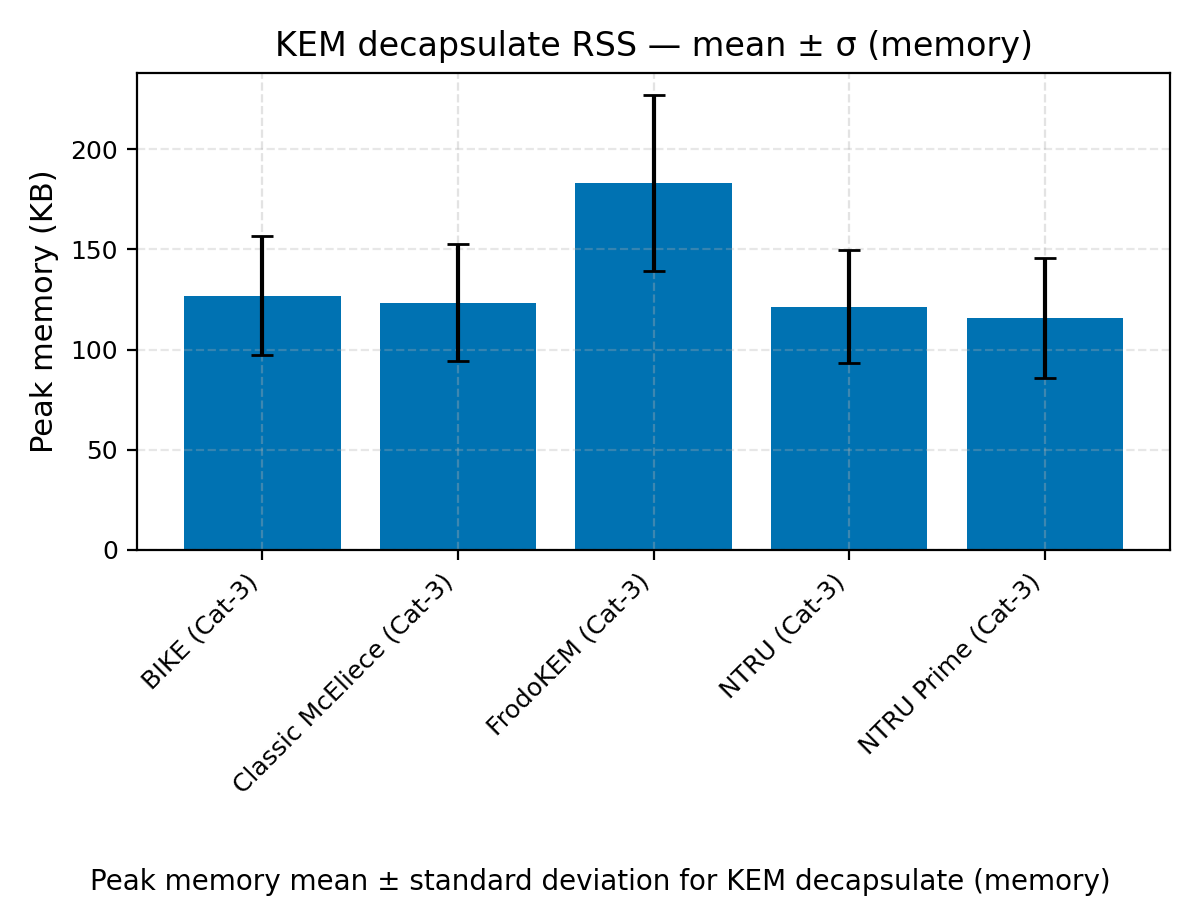 KEM decapsulate RSS — mean ± σ (memory)
Peak memory (KB)
200
150
100
50
0
BIKE (Cat-3)
Classic McEliece (Cat-3)
FrodoKEM (Cat-3)
NTRU (Cat-3)
NTRU Prime (Cat-3)
Peak memory mean ± standard deviation for KEM decapsulate (memory)